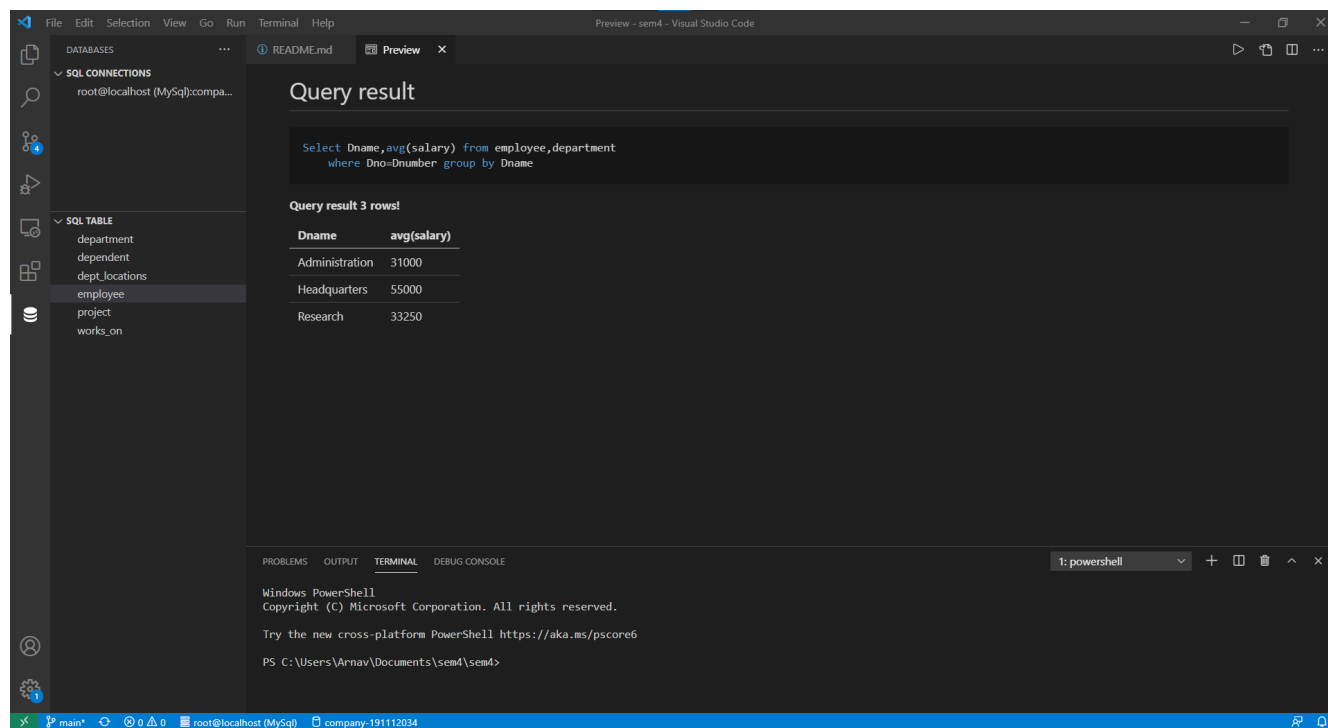 File Edit Selection View Go Run Terminal Help
Preview - sem4 - Visual Studio Code
DATABASES
README.md
Preview
SQL CONNECTIONS
root@localhost (MySql):compa...
4
SQL TABLE
department
dependent
dept_locations
employee
project
works_on
Query result
Select Dname,avg(salary) from employee,department
where Dno=Dnumber group by Dname
Query result 3 rows!
Dname avg(salary)
Administration 31000
Headquarters 55000
Research 33250
PROBLEMS OUTPUT TERMINAL DEBUG CONSOLE
1: powershell
Windows PowerShell
Copyright (C) Microsoft Corporation. All rights reserved.
Try the new cross-platform PowerShell https://aka.ms/pscore6
PS C:\Users\Arnav\Documents\sem4\sem4>
1
main* 0 0 root@localhost (MySql) company-191112034